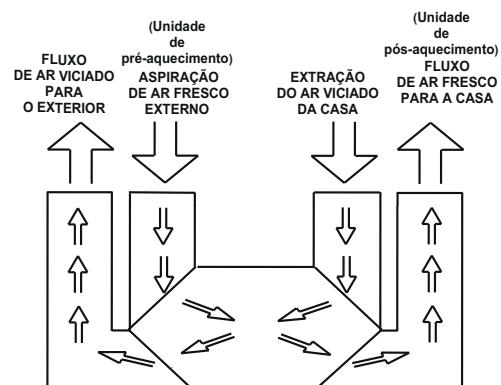 FLUXO
DE AR VICIADO
PARA
O EXTERIOR
(Unidade
de
pré-aquecimento)
ASPIRAÇÃO
DE AR FRESCO
EXTERNO
EXTRAÇÃO
DO AR VICIADO
DA CASA
(Unidade
de
pós-aquecimento)
FLUXO
DE AR FRESCO
PARA A CASA